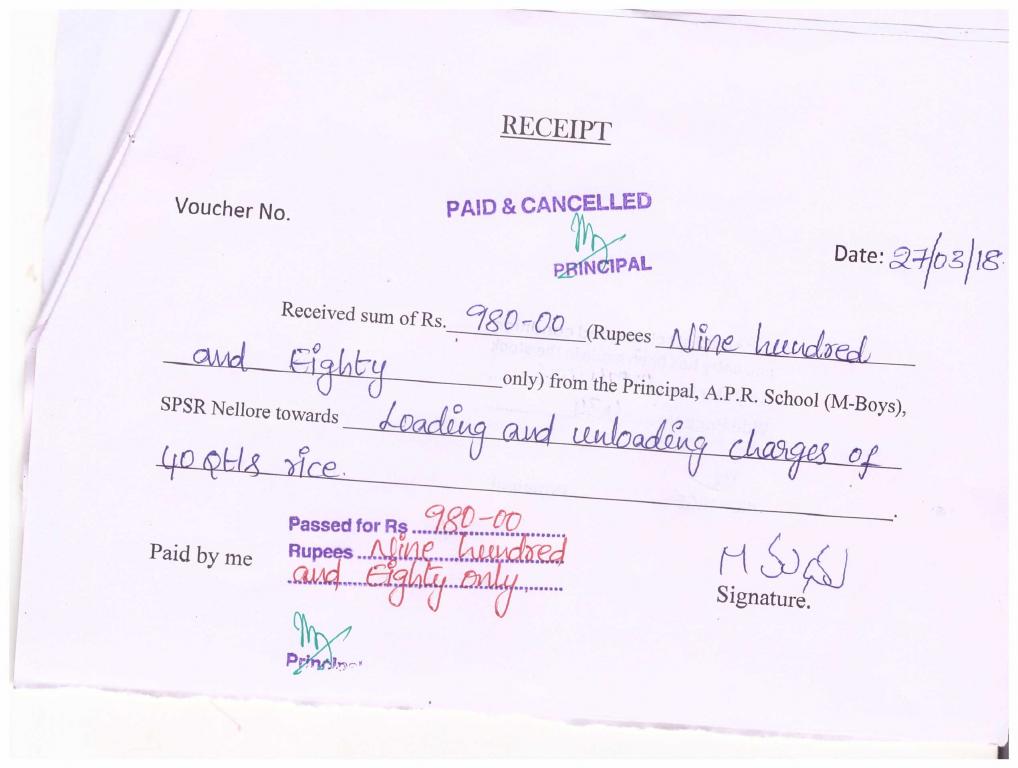 RECEIPT
Voucher No.
PAID & CANCELLED
PRINCIPAL
Date: 27/03/18
Received sum of Rs. 980-00 (Rupees Nine hundred
and Eighty only) from the Principal, A.P.R. School (M-Boys),
SPSR Nellore towards Loading and unloading charges of
40 Qtls rice.
Passed for Rs 980-00
Paid by me
Rupees Nine hundred
and Eighty only
Signature.
Principal